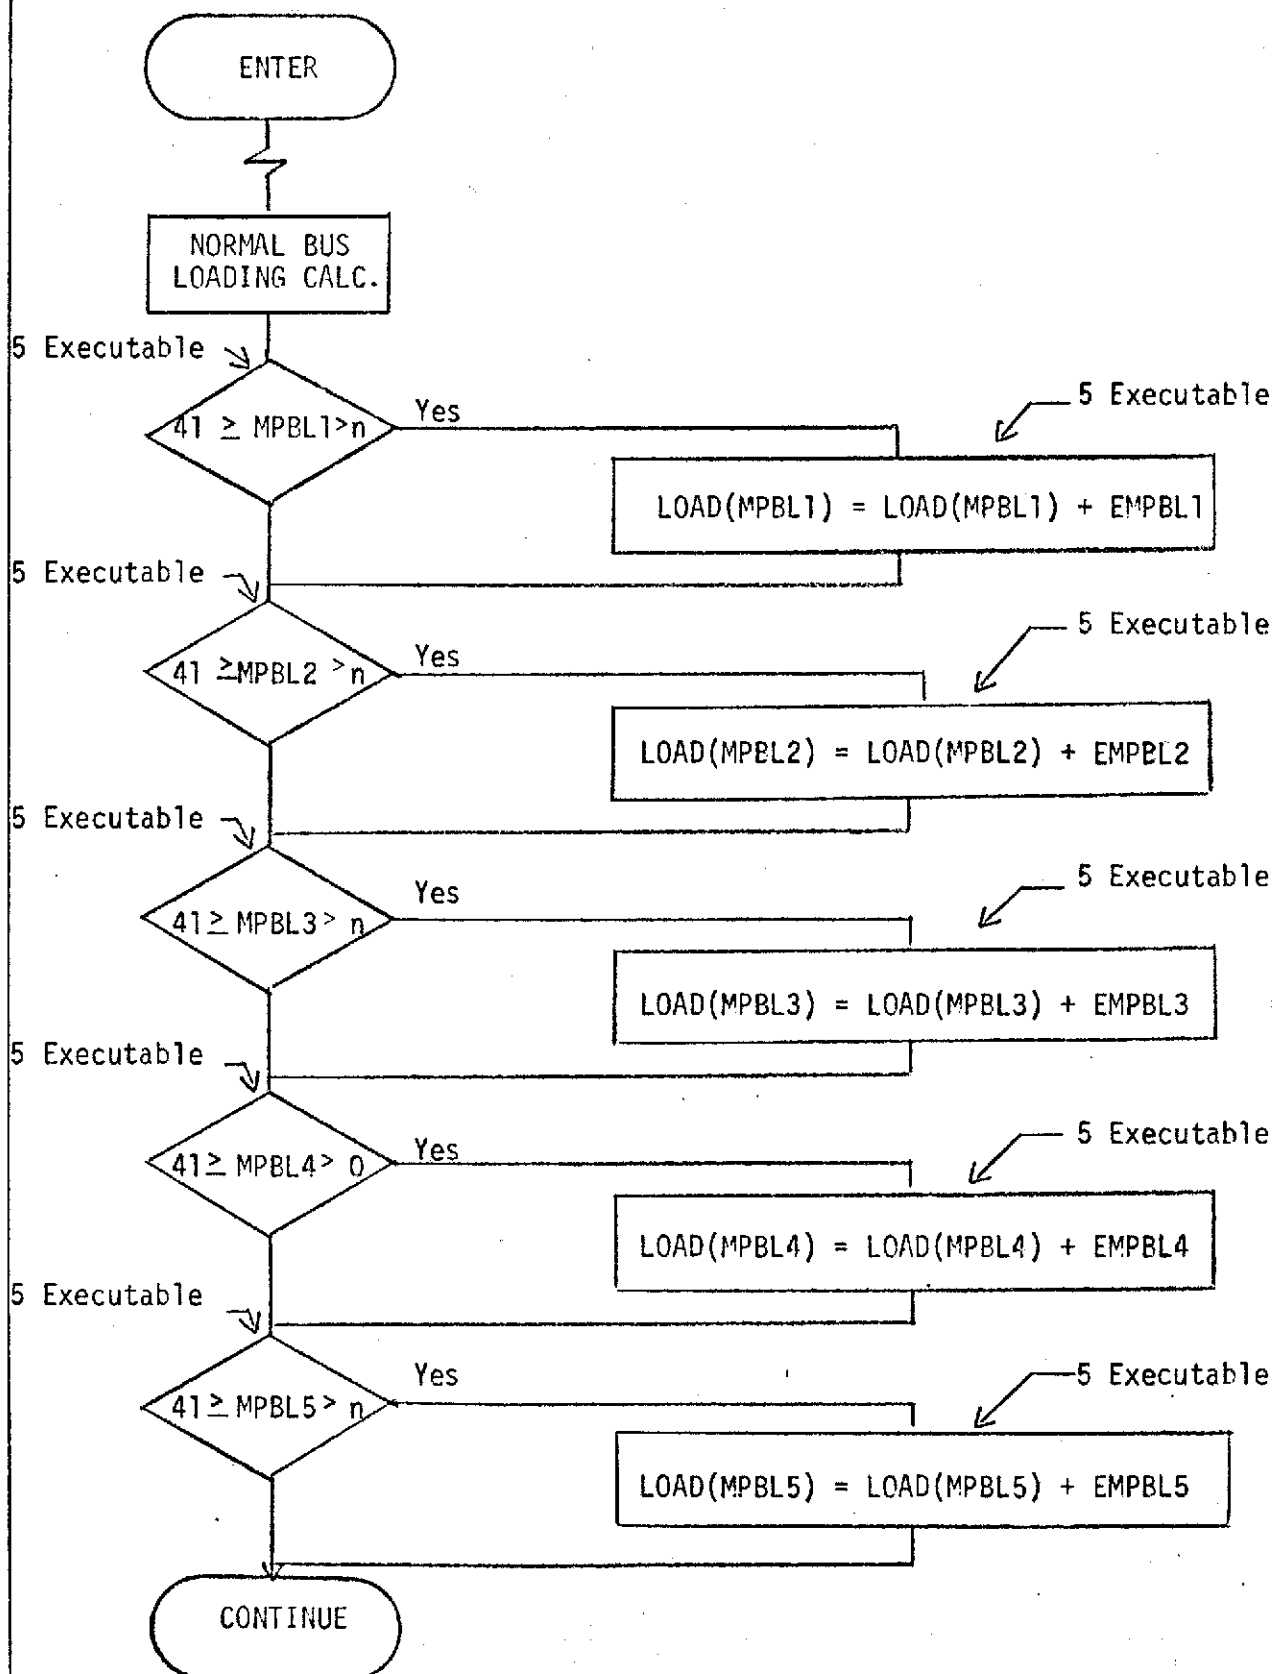 ENTER
NORMAL BUS
LOADING CALC.
5 Executable
41 ≥ MPBL1>n
Yes
5 Executable
LOAD(MPBL1) = LOAD(MPBL1) + EMPBL1
5 Executable
41 ≥MPBL2 >n
Yes
5 Executable
LOAD(MPBL2) = LOAD(MPBL2) + EMPBL2
5 Executable
41≥ MPBL3> n
Yes
5 Executable
LOAD(MPBL3) = LOAD(MPBL3) + EMPBL3
5 Executable
41≥ MPBL4> 0
Yes
5 Executable
LOAD(MPBL4) = LOAD(MPBL4) + EMPBL4
5 Executable
41≥ MPBL5> n
Yes
5 Executable
LOAD(MPBL5) = LOAD(MPBL5) + EMPBL5
CONTINUE